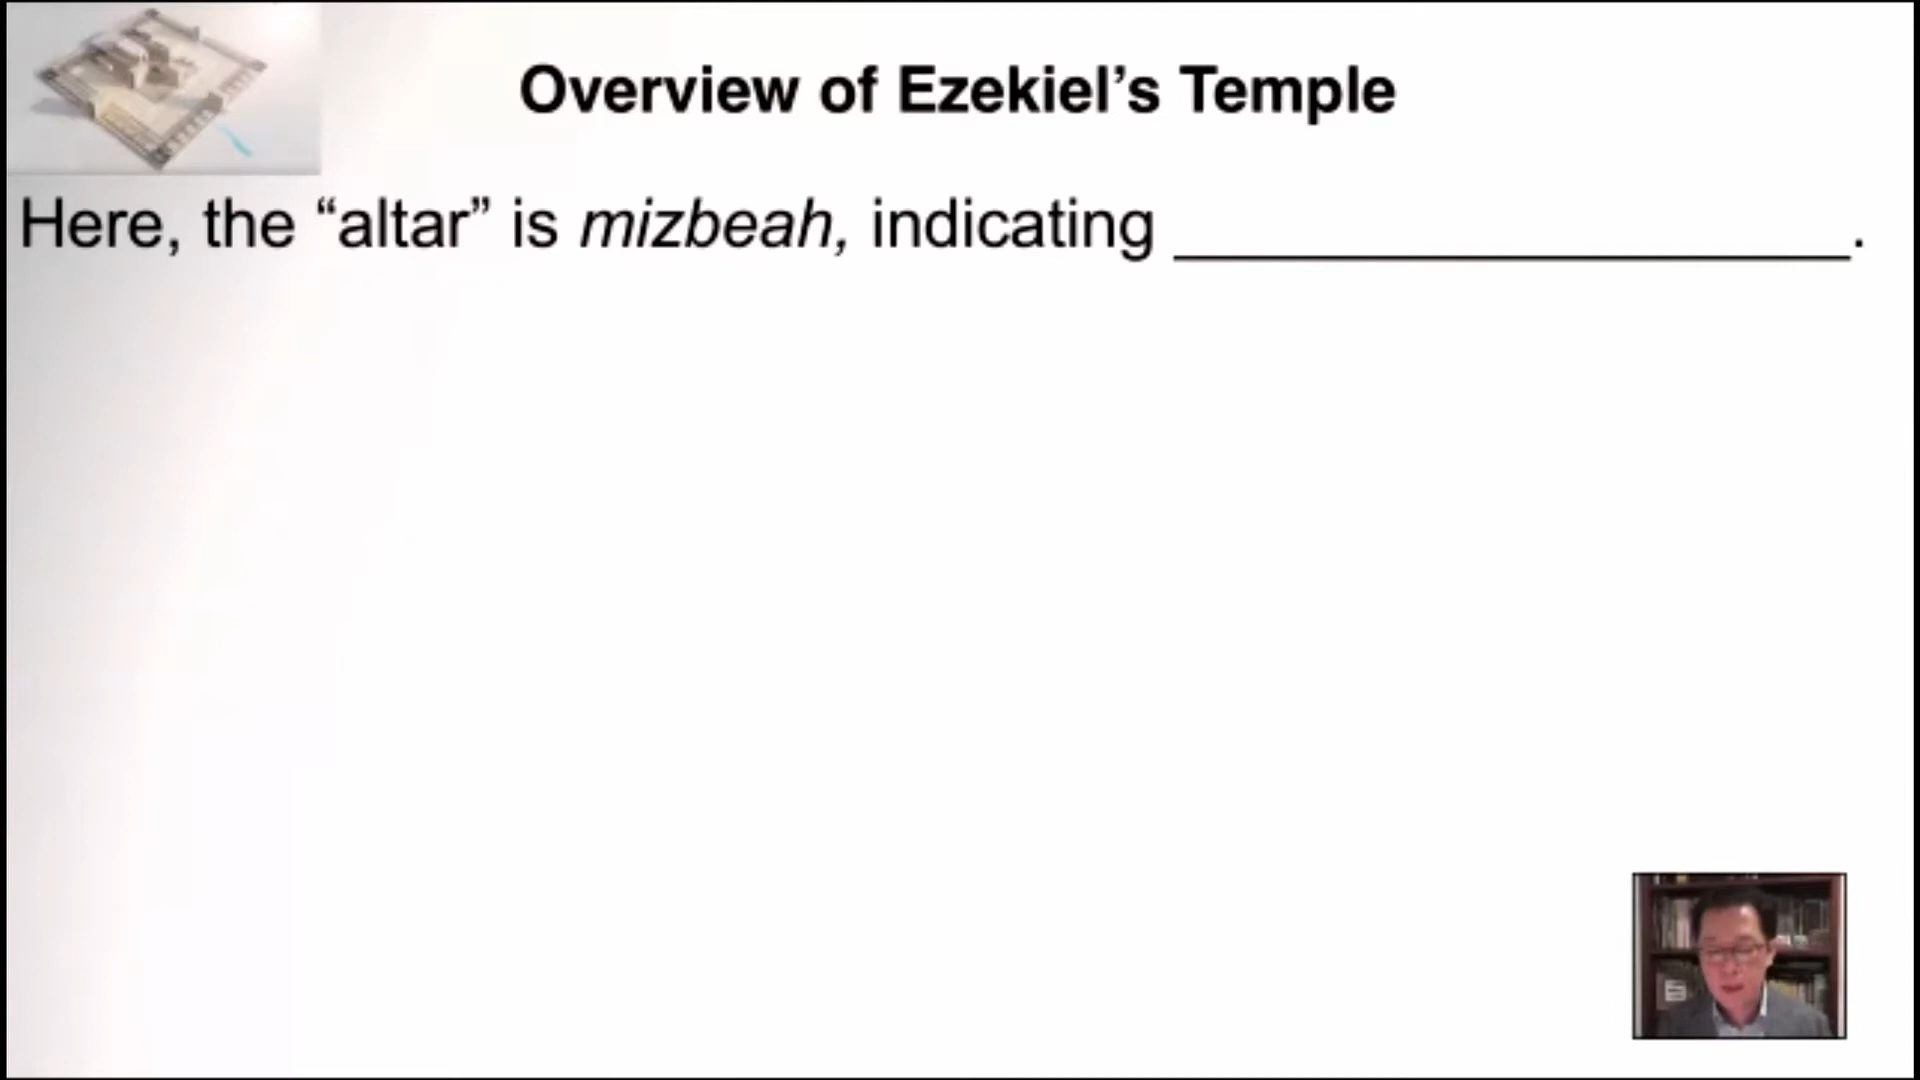 Overview of Ezekiel’s Temple
Here, the “altar” is mizbeah, indicating ____________________.